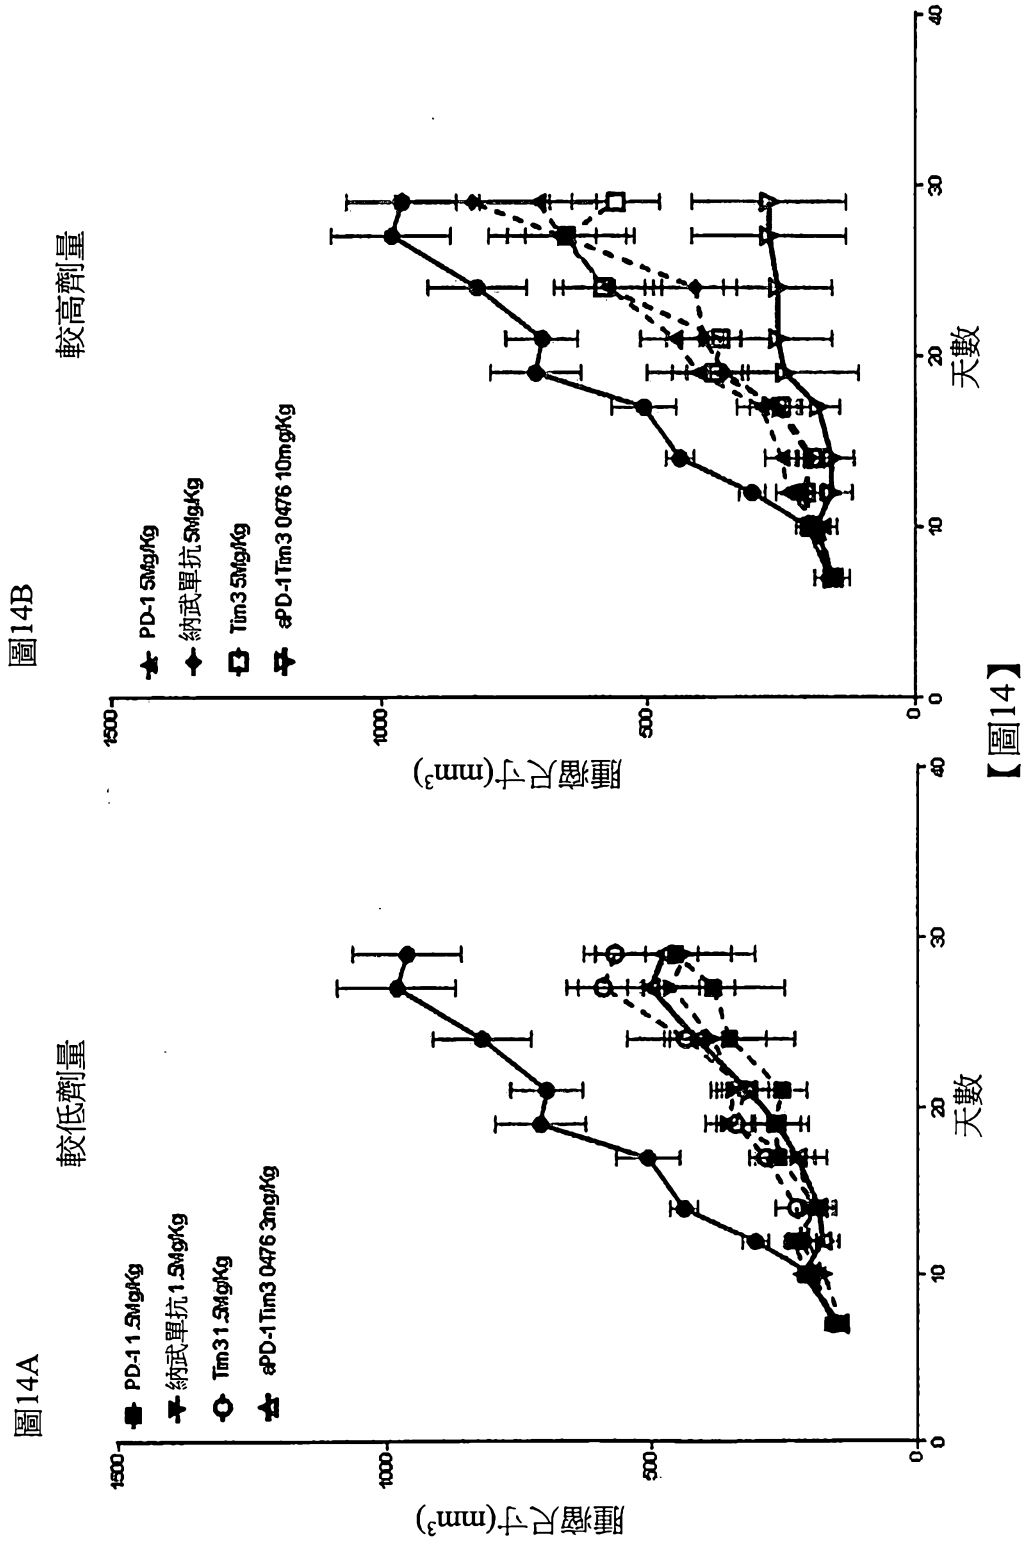 圖14A
較低劑量
PD-1 1.5Mg/Kg
納武單抗 1.5Mg/Kg
Tim3 1.5Mg/Kg
aPD-1Tim3 0476 3mg/Kg
腫瘤尺寸(mm³)
1500
1000
500
0
0
10
20
30
40
天數
圖14B
較高劑量
PD-1 5Mg/Kg
納武單抗 5Mg/Kg
Tim3 5Mg/Kg
aPD-1Tim3 0476 10mg/Kg
腫瘤尺寸(mm³)
1500
1000
500
0
0
10
20
30
40
天數
【圖14】